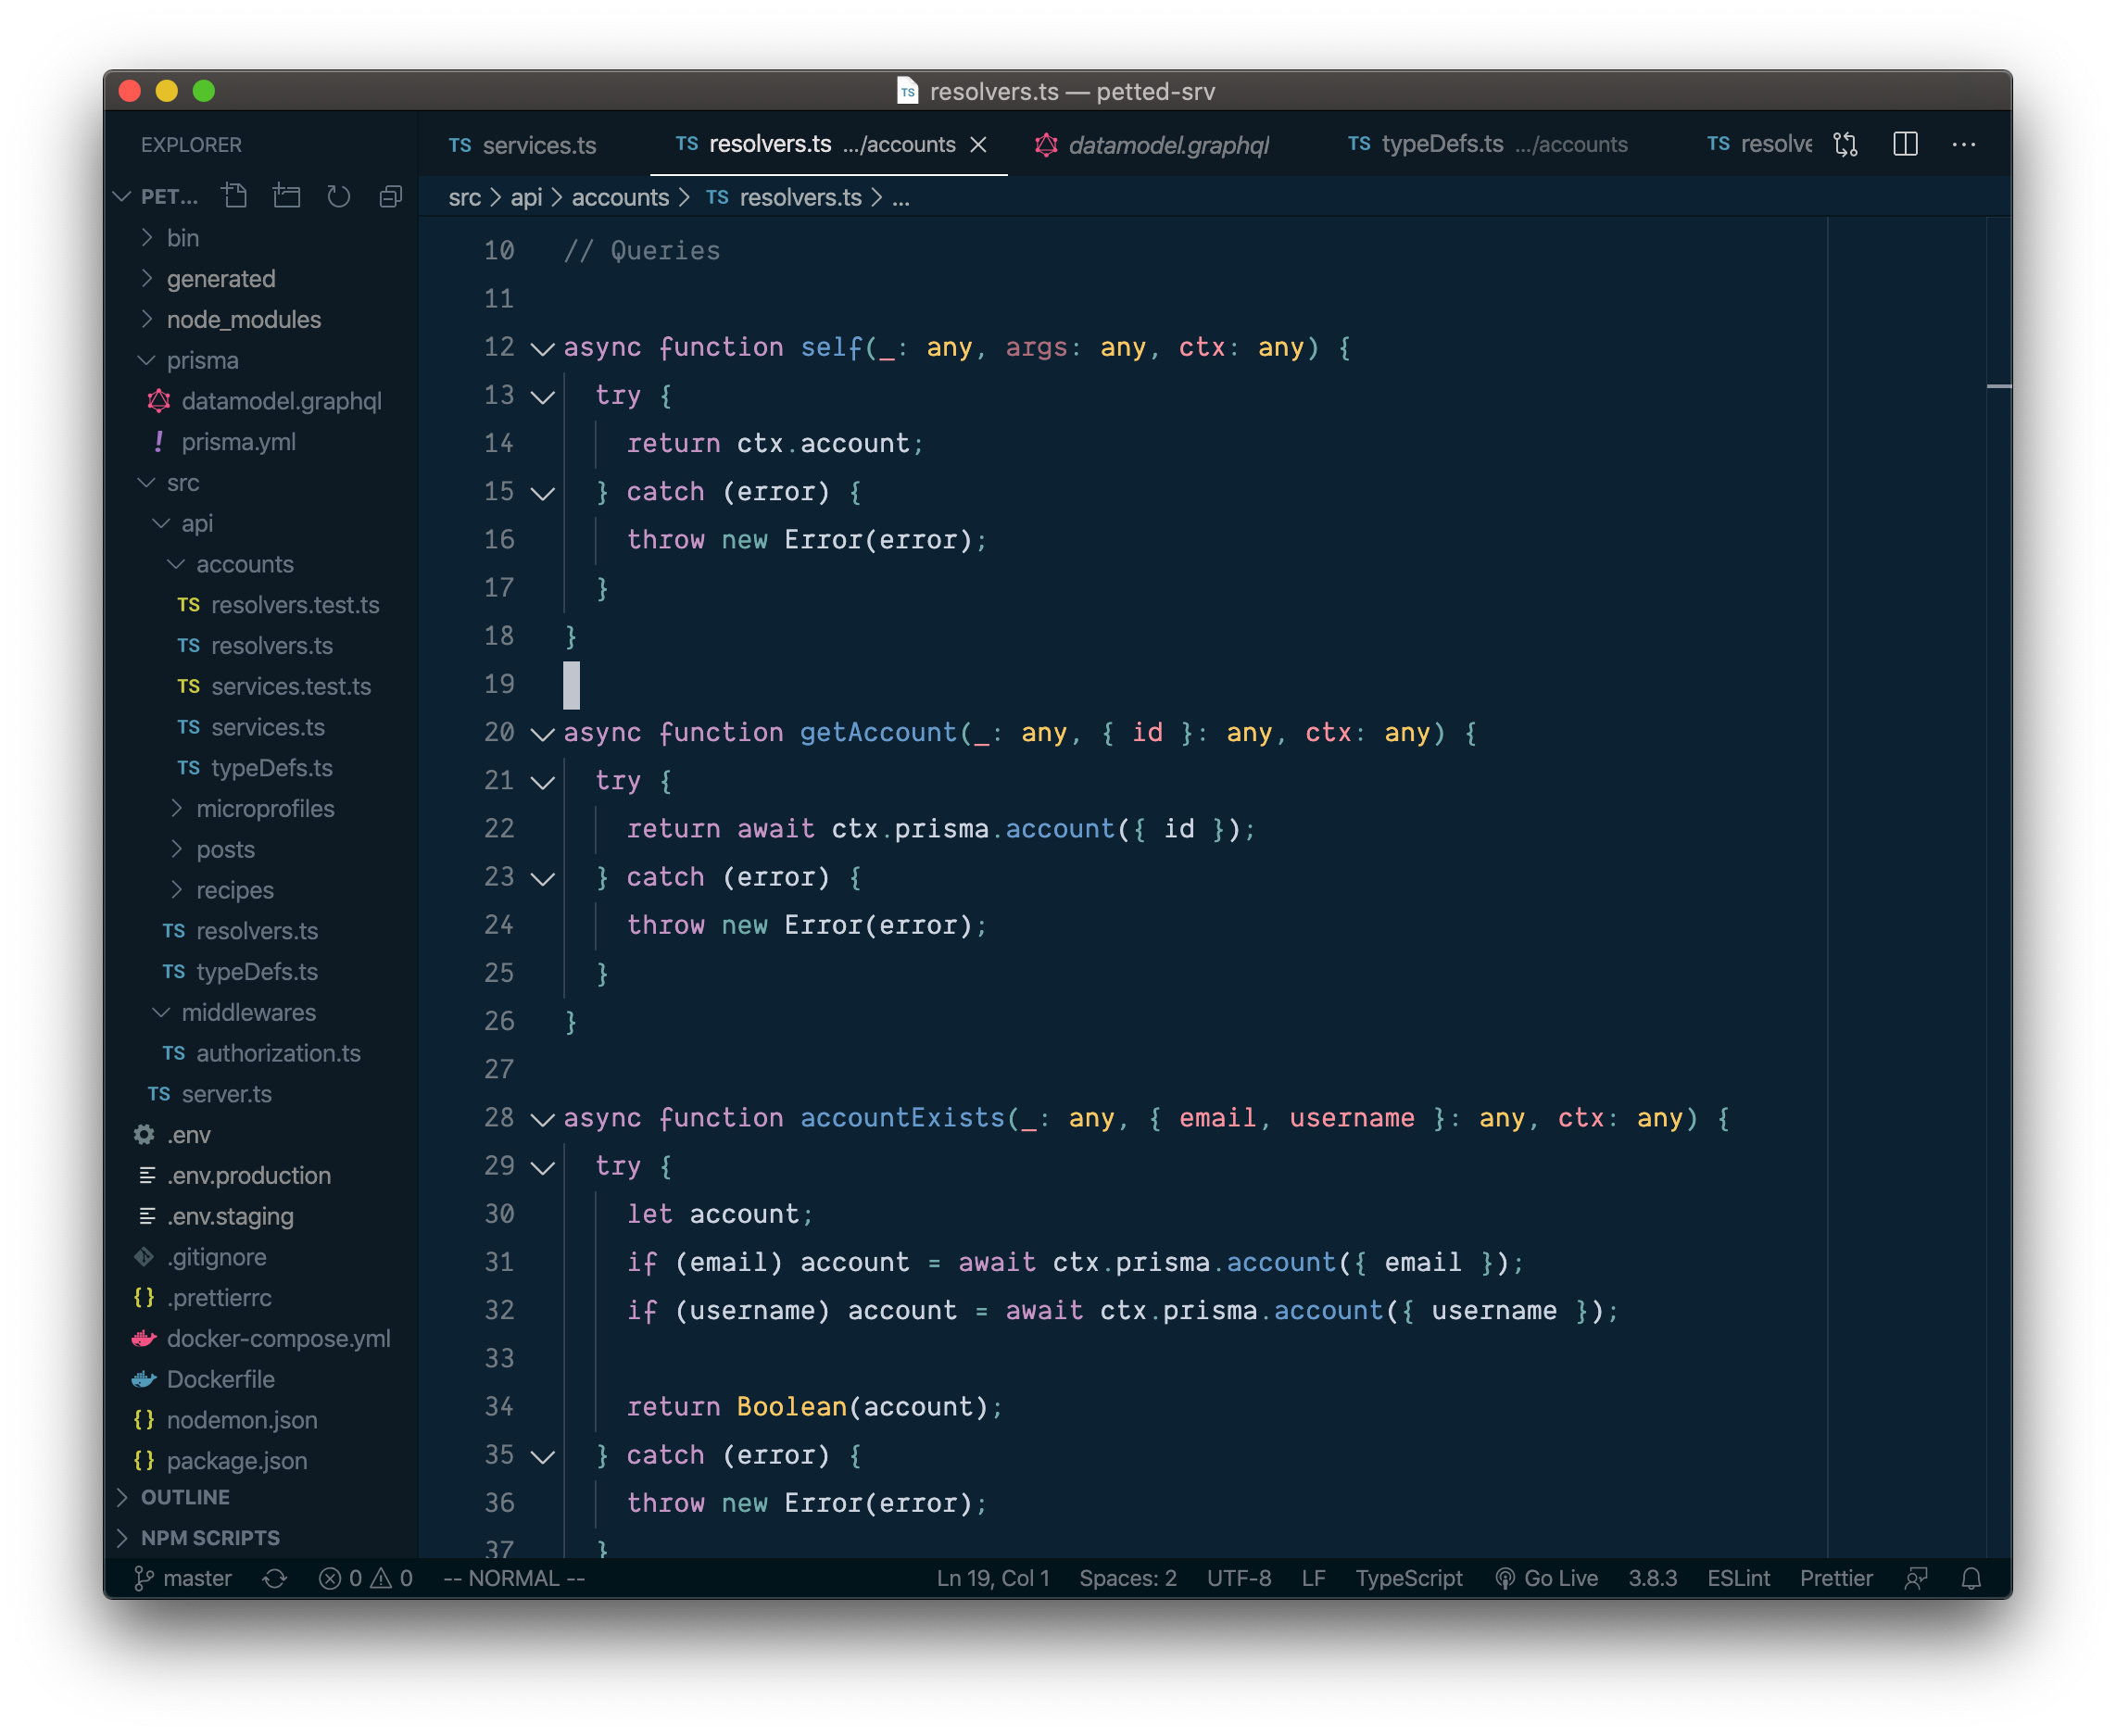 resolvers.ts — petted-srv
EXPLORER
PET...
bin
generated
node_modules
prisma
datamodel.graphql
prisma.yml
src
api
accounts
TS resolvers.test.ts
TS resolvers.ts
TS services.test.ts
TS services.ts
TS typeDefs.ts
microprofiles
posts
recipes
TS resolvers.ts
TS typeDefs.ts
middlewares
TS authorization.ts
TS server.ts
.env
.env.production
.env.staging
.gitignore
{} .prettierrc
docker-compose.yml
Dockerfile
{} nodemon.json
{} package.json
OUTLINE
NPM SCRIPTS
TS services.ts TS resolvers.ts .../accounts datamodel.graphql TS typeDefs.ts .../accounts TS resolve
src > api > accounts > TS resolvers.ts > ...
10 // Queries
11
12 async function self(_: any, args: any, ctx: any) {
13 try {
14 return ctx.account;
15 } catch (error) {
16 throw new Error(error);
17 }
18 }
19
20 async function getAccount(_: any, { id }: any, ctx: any) {
21 try {
22 return await ctx.prisma.account({ id });
23 } catch (error) {
24 throw new Error(error);
25 }
26 }
27
28 async function accountExists(_: any, { email, username }: any, ctx: any) {
29 try {
30 let account;
31 if (email) account = await ctx.prisma.account({ email });
32 if (username) account = await ctx.prisma.account({ username });
33
34 return Boolean(account);
35 } catch (error) {
36 throw new Error(error);
37 }
master 0 0 -- NORMAL -- Ln 19, Col 1 Spaces: 2 UTF-8 LF TypeScript Go Live 3.8.3 ESLint Prettier